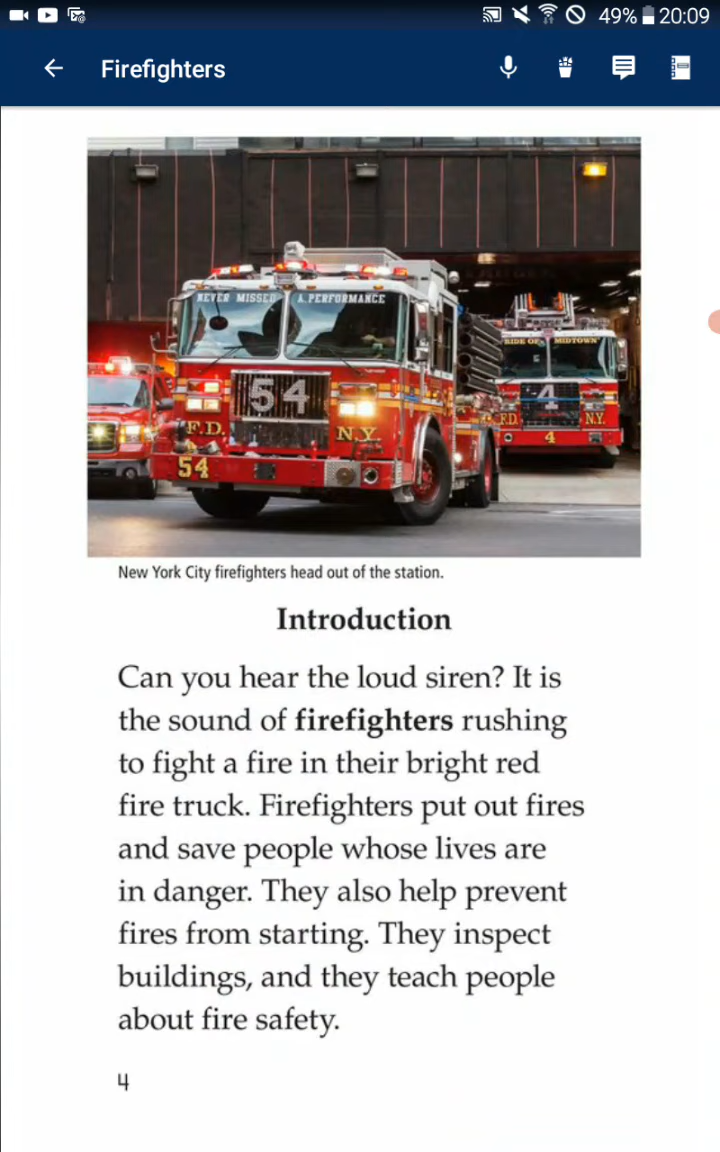 49% 20:09
Firefighters
NEVER MISSED A PERFORMANCE
PRIDE OF MIDTOWN
54
4
F.D. N.Y.
F.D. N.Y.
54
4
New York City firefighters head out of the station.
Introduction
Can you hear the loud siren? It is
the sound of firefighters rushing
to fight a fire in their bright red
fire truck. Firefighters put out fires
and save people whose lives are
in danger. They also help prevent
fires from starting. They inspect
buildings, and they teach people
about fire safety.
4